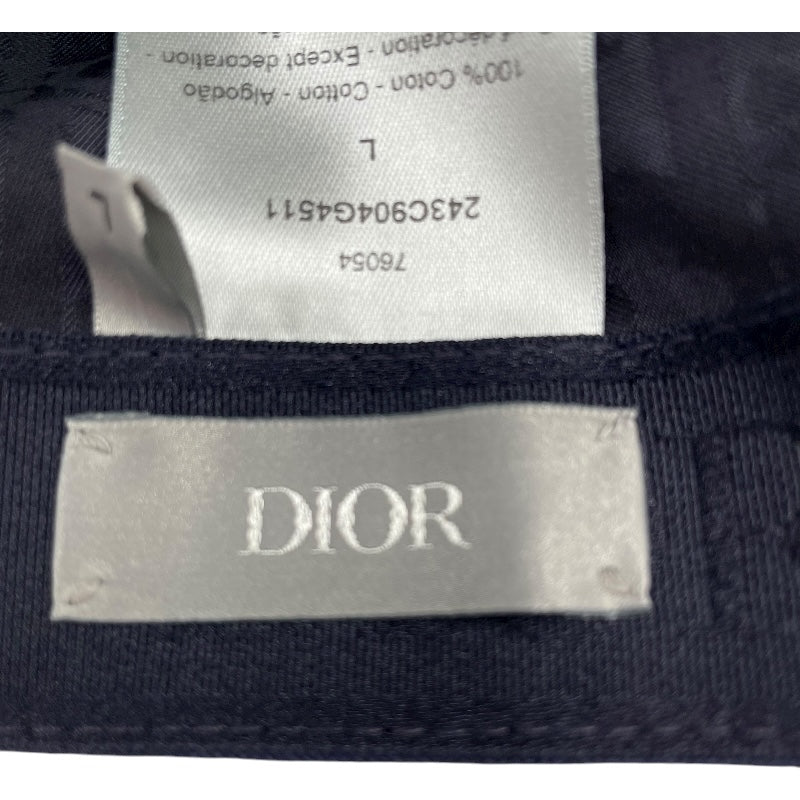 76054
243C904G4511
L
100% Coton - Cotton - Algodão
décoration - Except decoration
L
DIOR